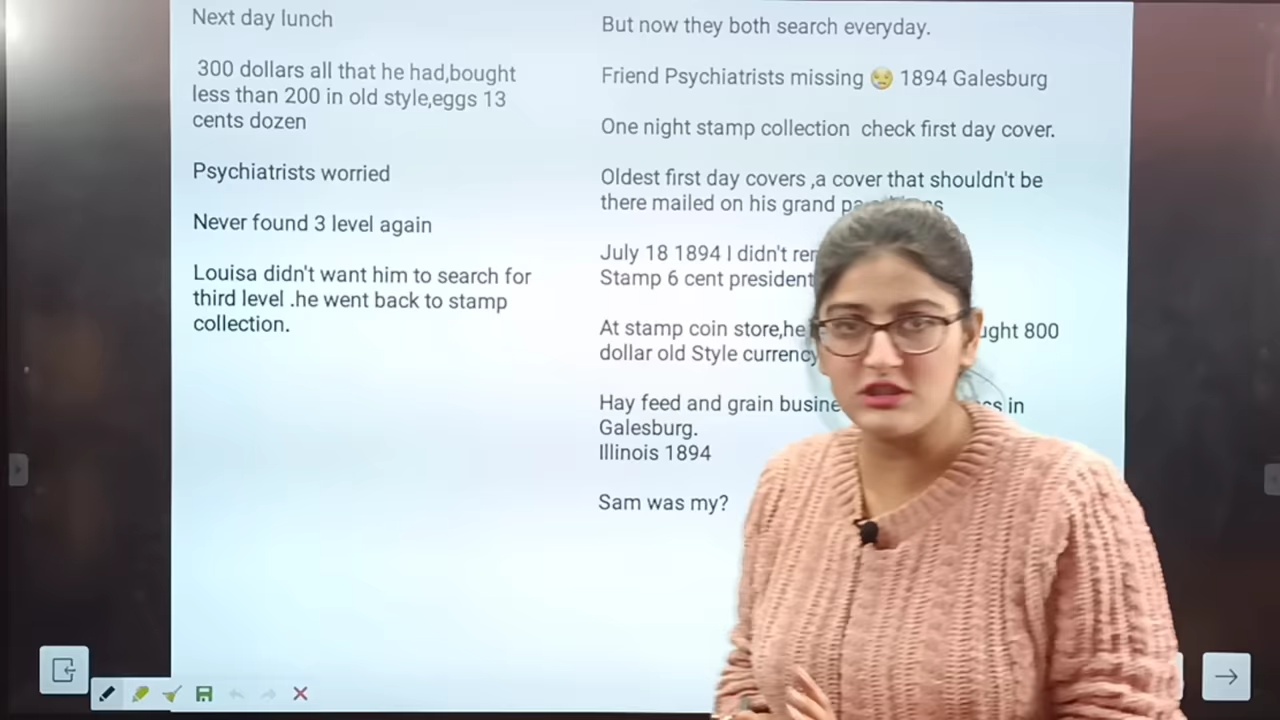 Next day lunch
300 dollars all that he had,bought
less than 200 in old style,eggs 13
cents dozen
Psychiatrists worried
Never found 3 level again
Louisa didn't want him to search for
third level .he went back to stamp
collection.
But now they both search everyday.
Friend Psychiatrists missing 😢 1894 Galesburg
One night stamp collection check first day cover.
Oldest first day covers ,a cover that shouldn't be
there mailed on his grand
July 18 1894 I didn't
Stamp 6 cent president
At stamp coin store,he 800
dollar old Style currency
Hay feed and grain in
Galesburg.
Illinois 1894
Sam was my?